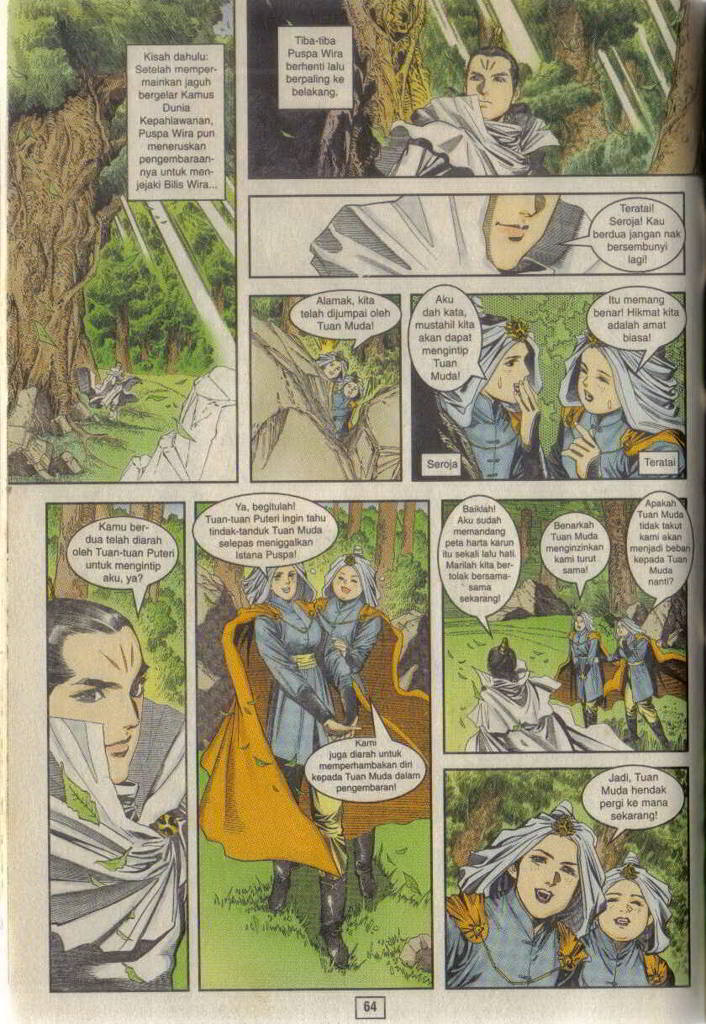 Kisah dahulu:
Setelah memper-
mainkan jaguh
bergelar Kamus
Dunia
Kepahlawanan,
Puspa Wira pun
meneruskan
pengembaraan-
nya untuk men-
jejaki Bilis Wira...
Tiba-tiba
Puspa Wira
berhenti lalu
berpaling ke
belakang.
Teratai!
Seroja! Kau
berdua jangan nak
bersembunyi
lagi!
Alamak, kita
telah dijumpai oleh
Tuan Muda!
Aku
dah kata,
mustahil kita
akan dapat
mengintip
Tuan
Muda!
Itu memang
benar! Hikmat kita
adalah amat
biasa!
Seroja
Teratai
Kamu ber-
dua telah diarah
oleh Tuan-tuan Puteri
untuk mengintip
aku, ya?
Ya, begitulah!
Tuan-tuan Puteri ingin tahu
tindak-tanduk Tuan Muda
selepas meniggalkan
Istana Puspa!
Kami
juga diarah untuk
memperhambakan diri
kepada Tuan Muda dalam
pengembaran!
Baiklah!
Aku sudah
memandang
peta harta karun
itu sekali lalu hati.
Marilah kita ber-
tolak bersama-
sama
sekarang!
Benarkah
Tuan Muda
mengizinkan
kami turut
sama!
Apakah
Tuan Muda
tidak takut
kami akan
menjadi beban
kepada Tuan
Muda
nanti?
Jadi, Tuan
Muda hendak
pergi ke mana
sekarang!
64